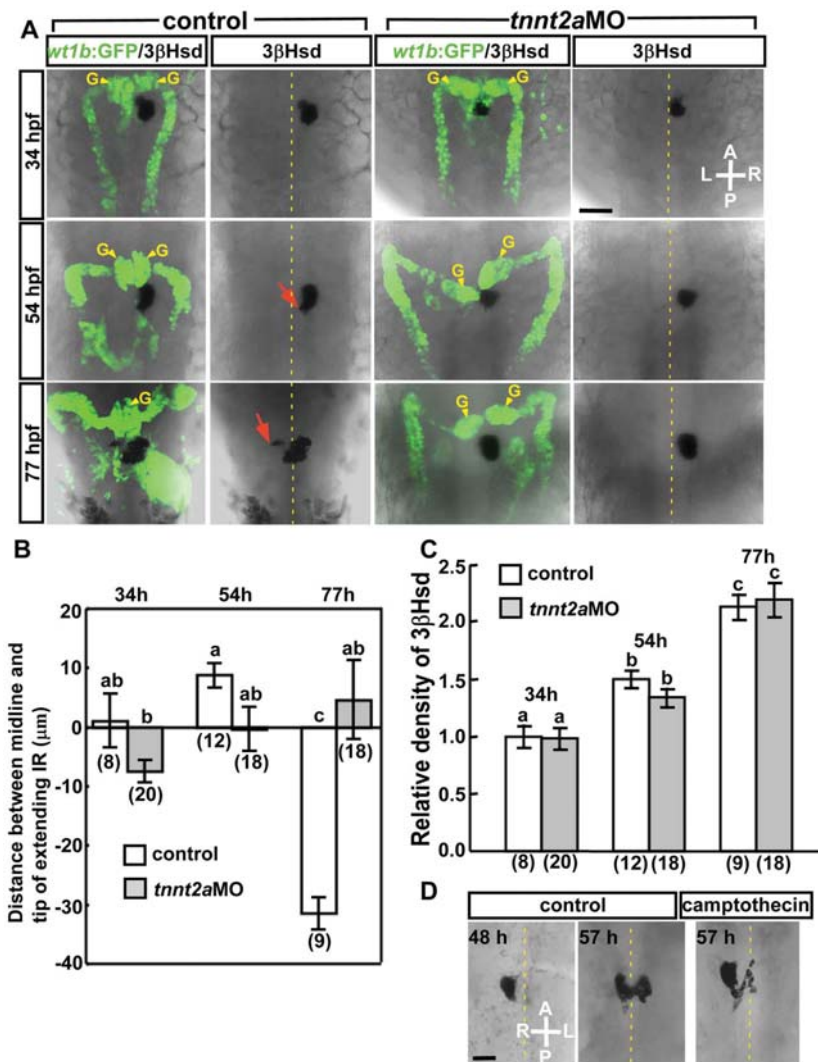 A
control
tnnt2aMO
wt1b:GFP/3βHsd
3βHsd
wt1b:GFP/3βHsd
3βHsd
34 hpf
G G
G G
A
L R
P
54 hpf
G G
G
G
77 hpf
G
G G
B
34h 54h 77h
Distance between midline and
tip of extending IR (μm)
20
10
0
-10
-20
-30
-40
ab
b
a
ab
c
ab
(8)
(20)
(12)
(18)
(9)
(18)
control
tnnt2aMO
C
Relative density of 3βHsd
2.5
2.0
1.5
1.0
0.5
0.0
control
tnnt2aMO
34h
a a
54h
b b
77h
c c
(8) (20) (12) (18) (9) (18)
D
control
camptothecin
48 h
57 h
57 h
A
R L
P